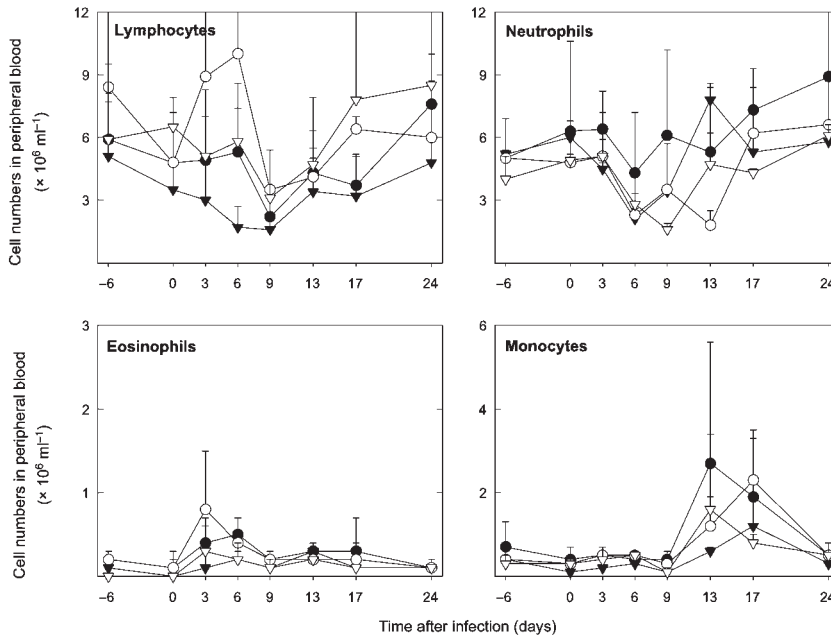 Lymphocytes
Neutrophils
12
9
6
3
–6 0 3 6 9 13 17 24
12
9
6
3
–6 0 3 6 9 13 17 24
Cell numbers in peripheral blood
(× 10⁶ ml⁻¹)
Eosinophils
Monocytes
3
2
1
–6 0 3 6 9 13 17 24
6
4
2
–6 0 3 6 9 13 17 24
Cell numbers in peripheral blood
(× 10⁶ ml⁻¹)
Time after infection (days)